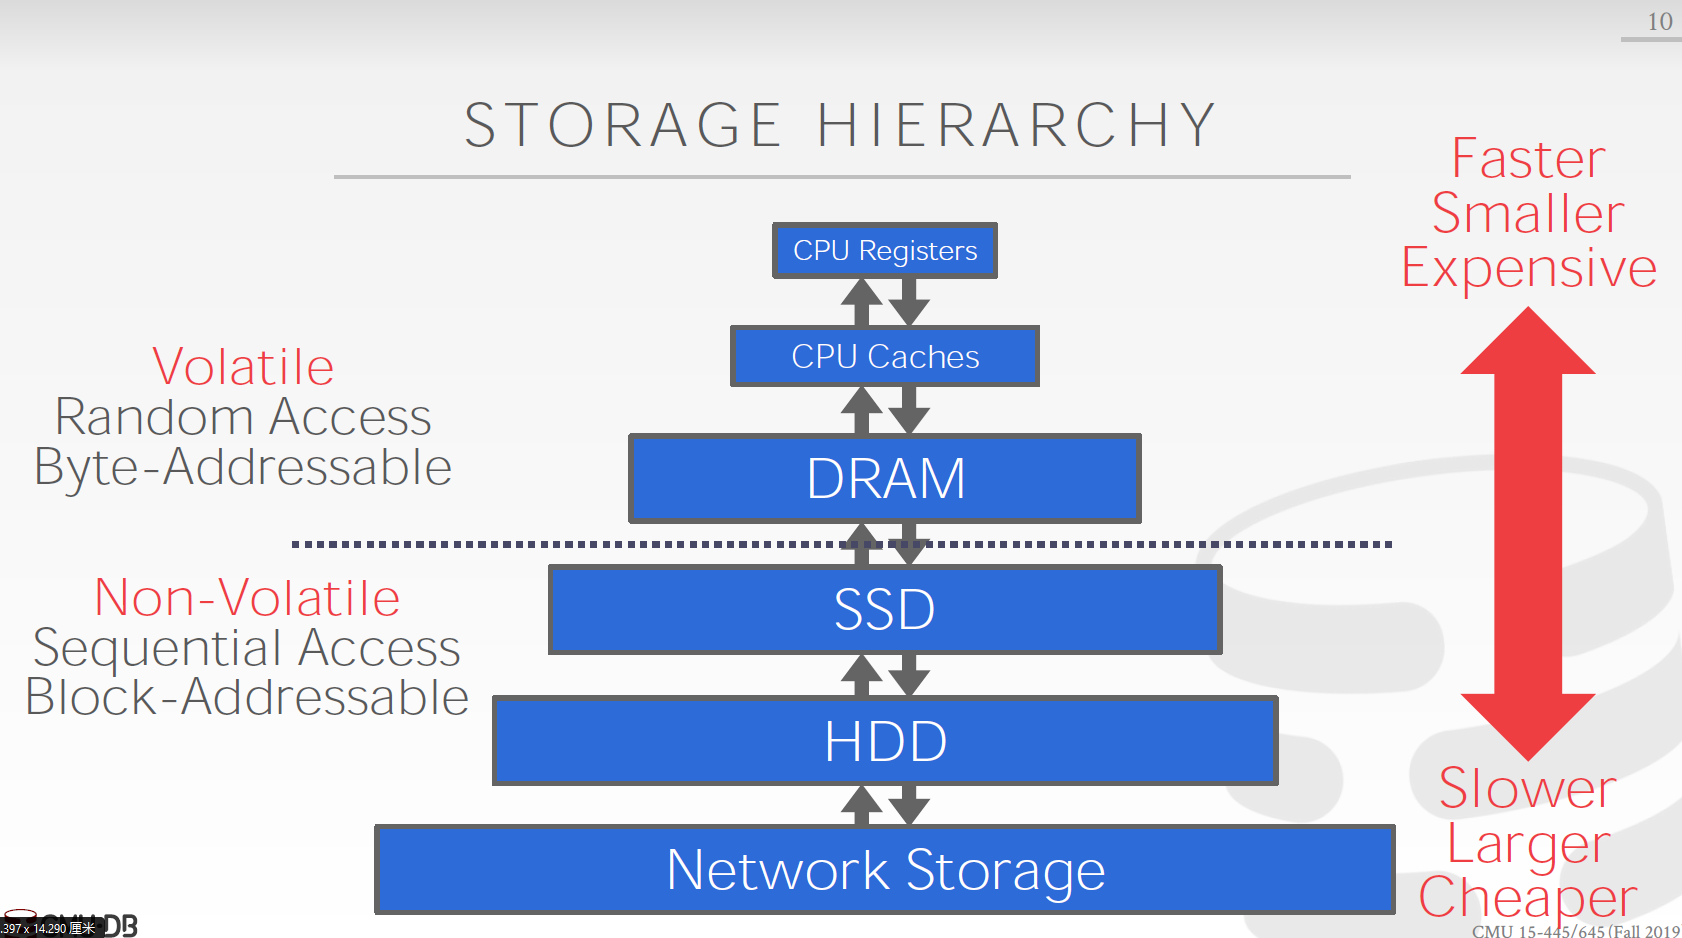 10
STORAGE HIERARCHY
Faster
Smaller
Expensive
CPU Registers
CPU Caches
Volatile
Random Access
Byte-Addressable
DRAM
Non-Volatile
Sequential Access
Block-Addressable
SSD
HDD
Network Storage
Slower
Larger
Cheaper
DB
.397 x 14.290 厘米
CMU 15-445/645 (Fall 2019